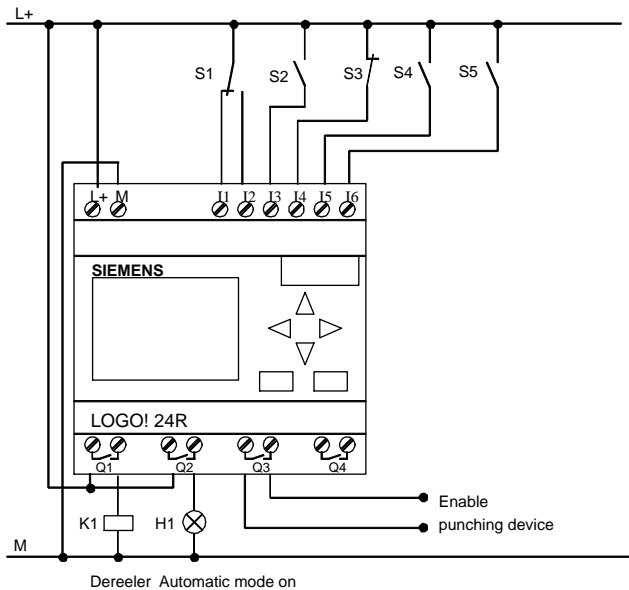 L+
S1 S2 S3 S4 S5
L+ M I1 I2 I3 I4 I5 I6
SIEMENS
LOGO! 24R
Q1 Q2 Q3 Q4
Enable
K1 H1 punching device
M
Dereeler Automatic mode on